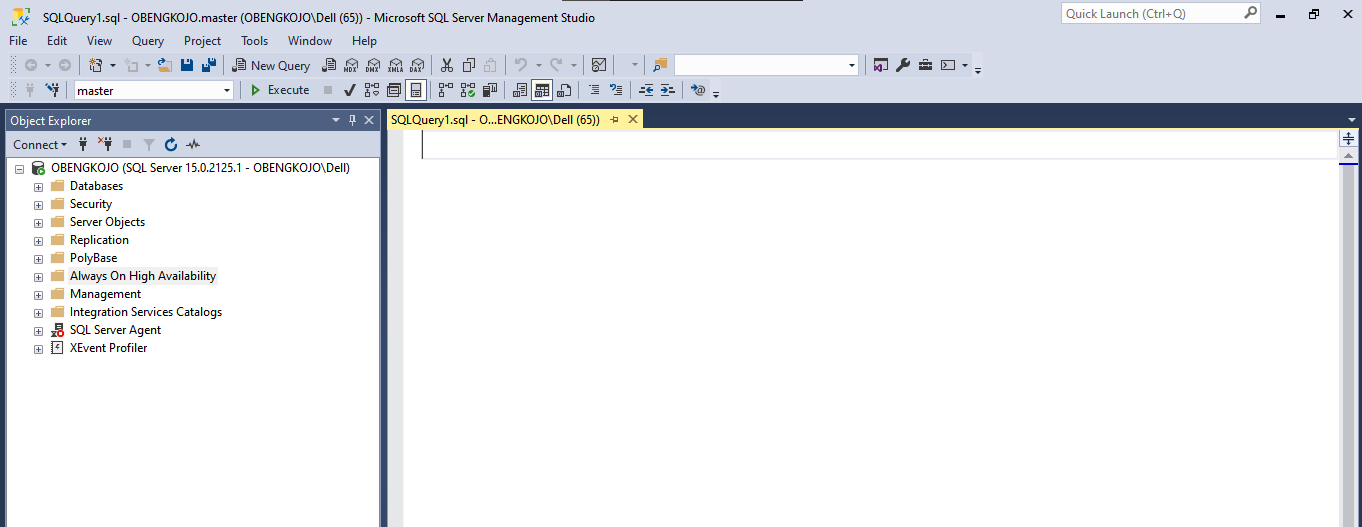 SQLQuery1.sql - OBENGKOJO.master (OBENGKOJO\Dell (65)) - Microsoft SQL Server Management Studio
Quick Launch (Ctrl+Q)
File Edit View Query Project Tools Window Help
New Query MDX DMX XMLA DAX
master Execute
Object Explorer
SQLQuery1.sql - O...ENGKOJO\Dell (65))
Connect
OBENGKOJO (SQL Server 15.0.2125.1 - OBENGKOJO\Dell)
Databases
Security
Server Objects
Replication
PolyBase
Always On High Availability
Management
Integration Services Catalogs
SQL Server Agent
XEvent Profiler